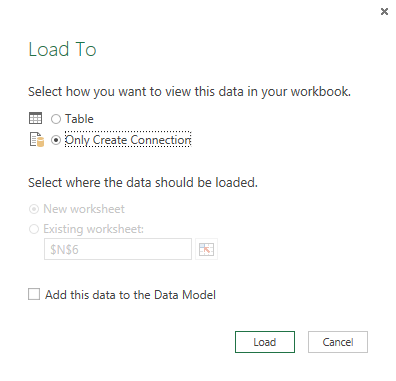 Load To
Select how you want to view this data in your workbook.
Table
Only Create Connection
Select where the data should be loaded.
New worksheet
Existing worksheet:
$N$6
Add this data to the Data Model
Load Cancel